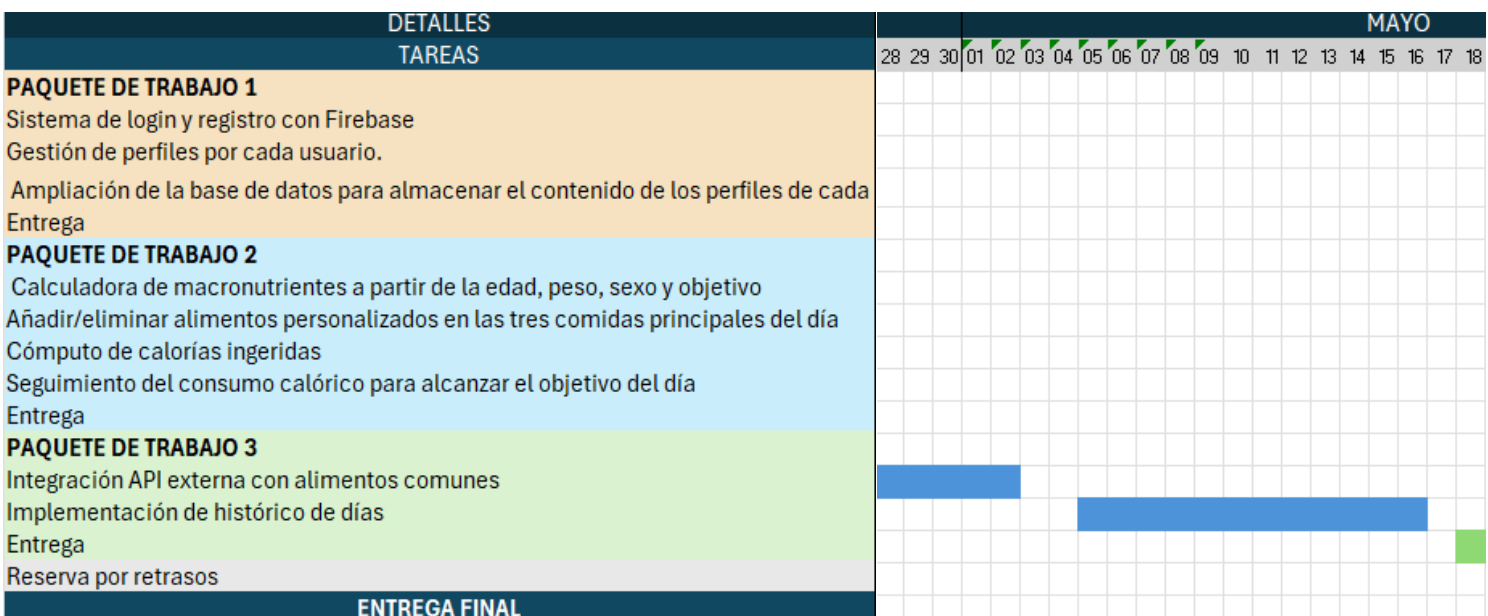 DETALLES
MAYO
TAREAS
28 29 30 01 02 03 04 05 06 07 08 09 10 11 12 13 14 15 16 17 18
PAQUETE DE TRABAJO 1
Sistema de login y registro con Firebase
Gestión de perfiles por cada usuario.
Ampliación de la base de datos para almacenar el contenido de los perfiles de cada
Entrega
PAQUETE DE TRABAJO 2
Calculadora de macronutrientes a partir de la edad, peso, sexo y objetivo
Añadir/eliminar alimentos personalizados en las tres comidas principales del día
Cómputo de calorías ingeridas
Seguimiento del consumo calórico para alcanzar el objetivo del día
Entrega
PAQUETE DE TRABAJO 3
Integración API externa con alimentos comunes
Implementación de histórico de días
Entrega
Reserva por retrasos
ENTREGA FINAL